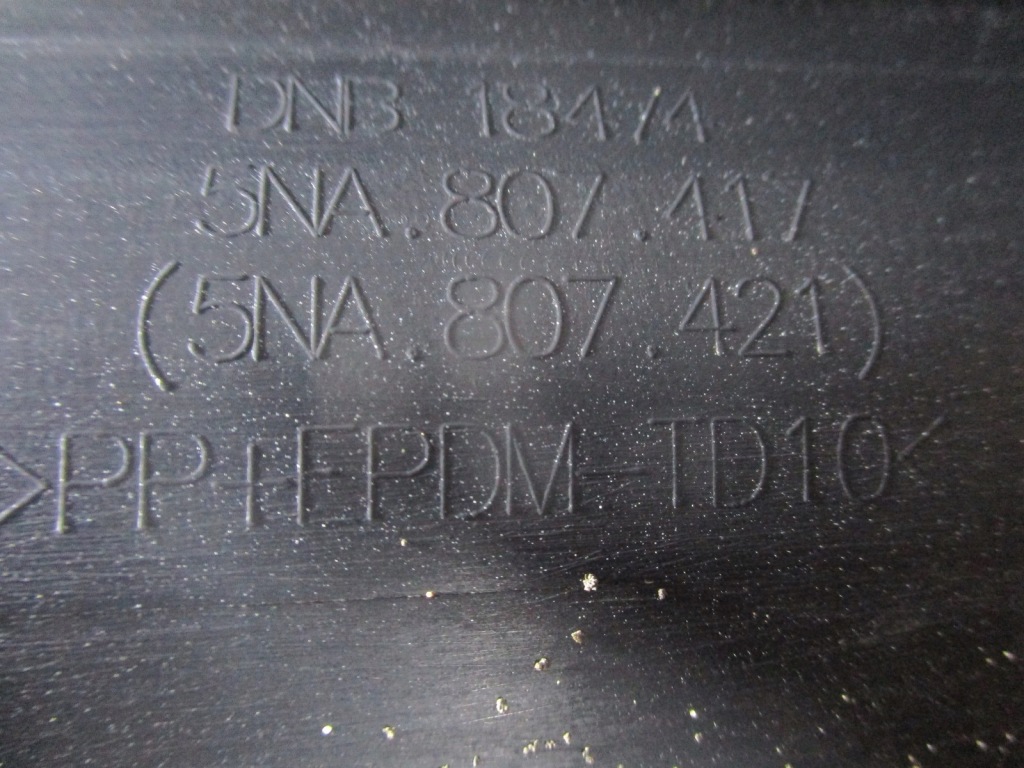 DNB 1847A
5NA.807.417
(5NA.807.421)
>PP+EPDM-TD10<